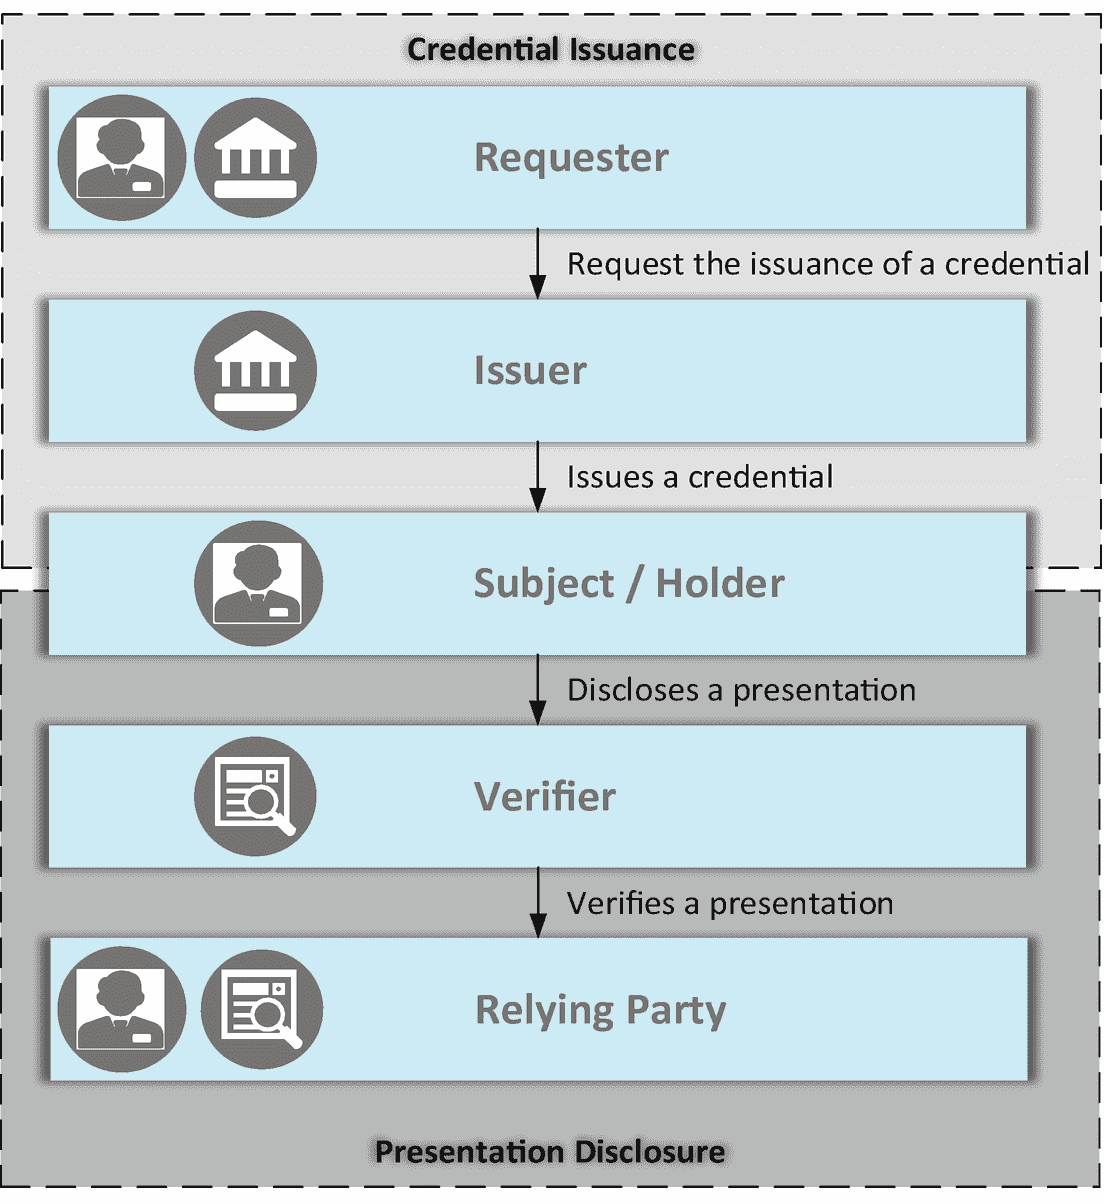 Credential Issuance
Requester
Request the issuance of a credential
Issuer
Issues a credential
Subject / Holder
Discloses a presentation
Verifier
Verifies a presentation
Relying Party
Presentation Disclosure